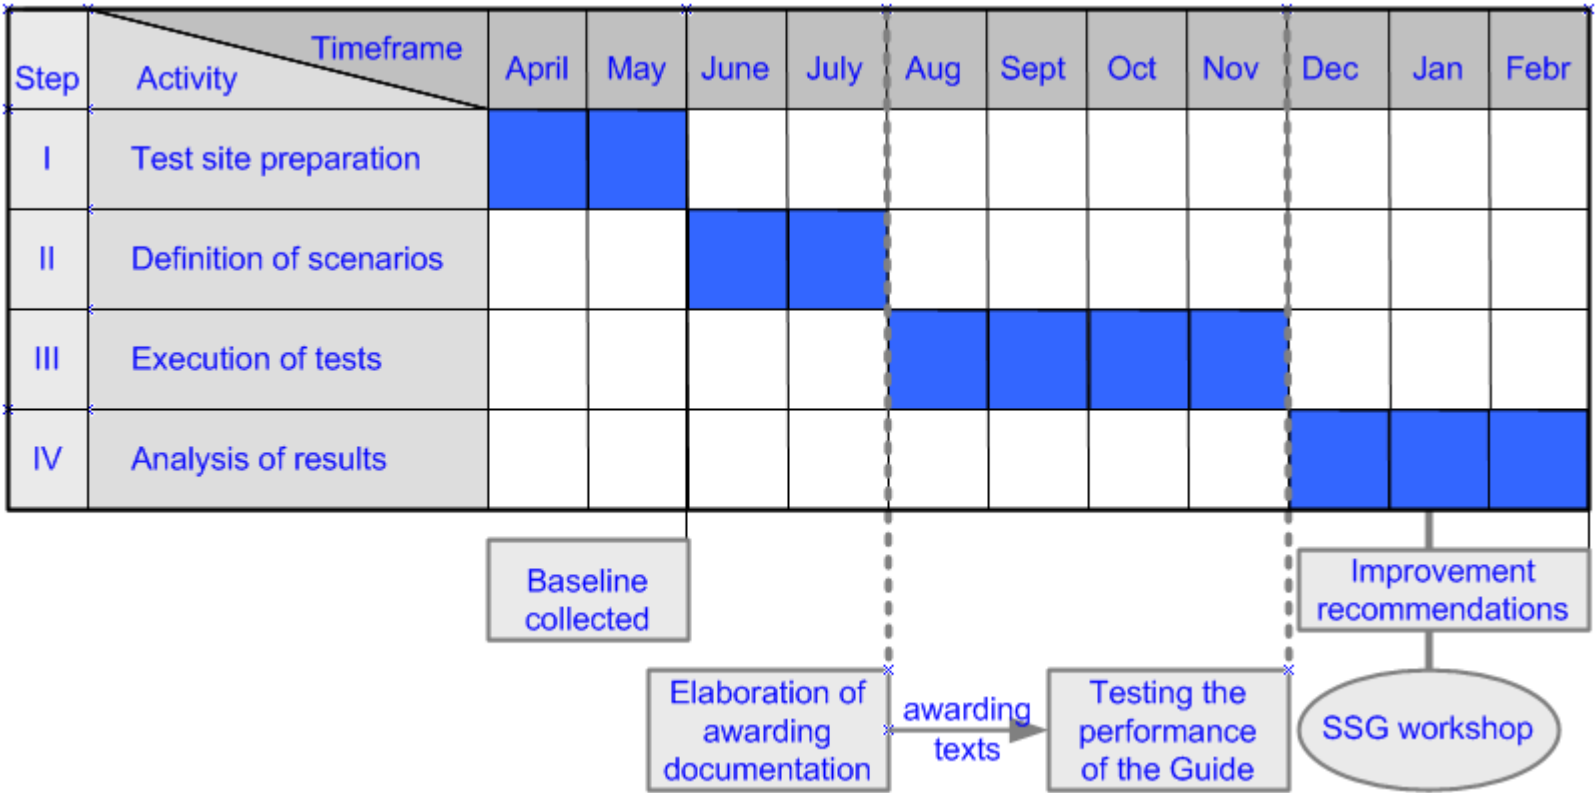 Step
Activity
Timeframe
April May June July Aug Sept Oct Nov Dec Jan Febr
I Test site preparation
II Definition of scenarios
III Execution of tests
IV Analysis of results
Baseline
collected
Improvement
recommendations
Elaboration of
awarding
documentation
awarding
texts
Testing the
performance
of the Guide
SSG workshop